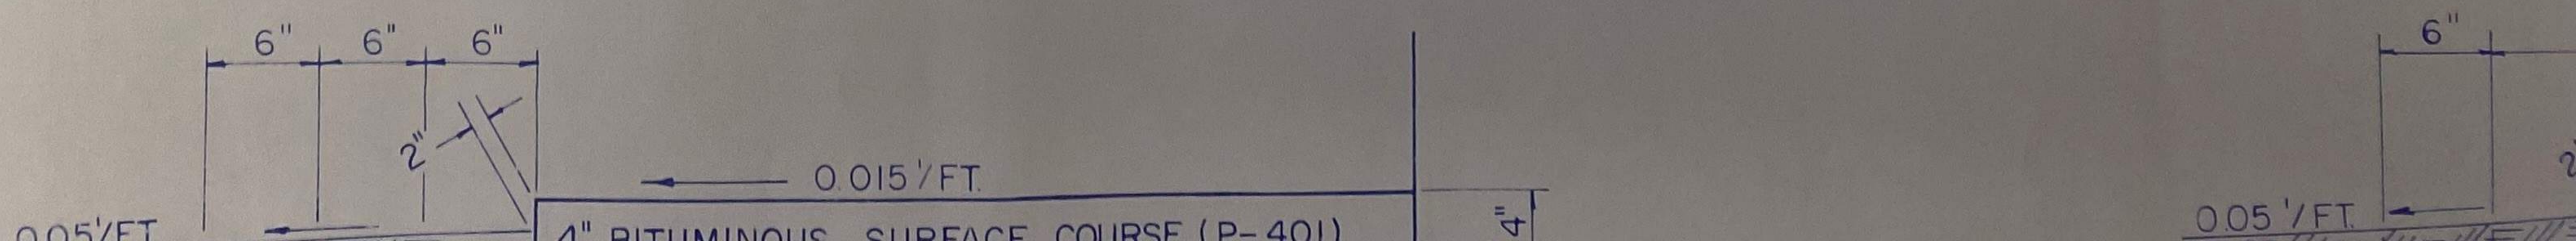 6" 6" 6" 6"
2"
0.015'/FT.
0.05'/FT. 4" 0.05'/FT.
4" BITUMINOUS SURFACE COURSE (P-401)